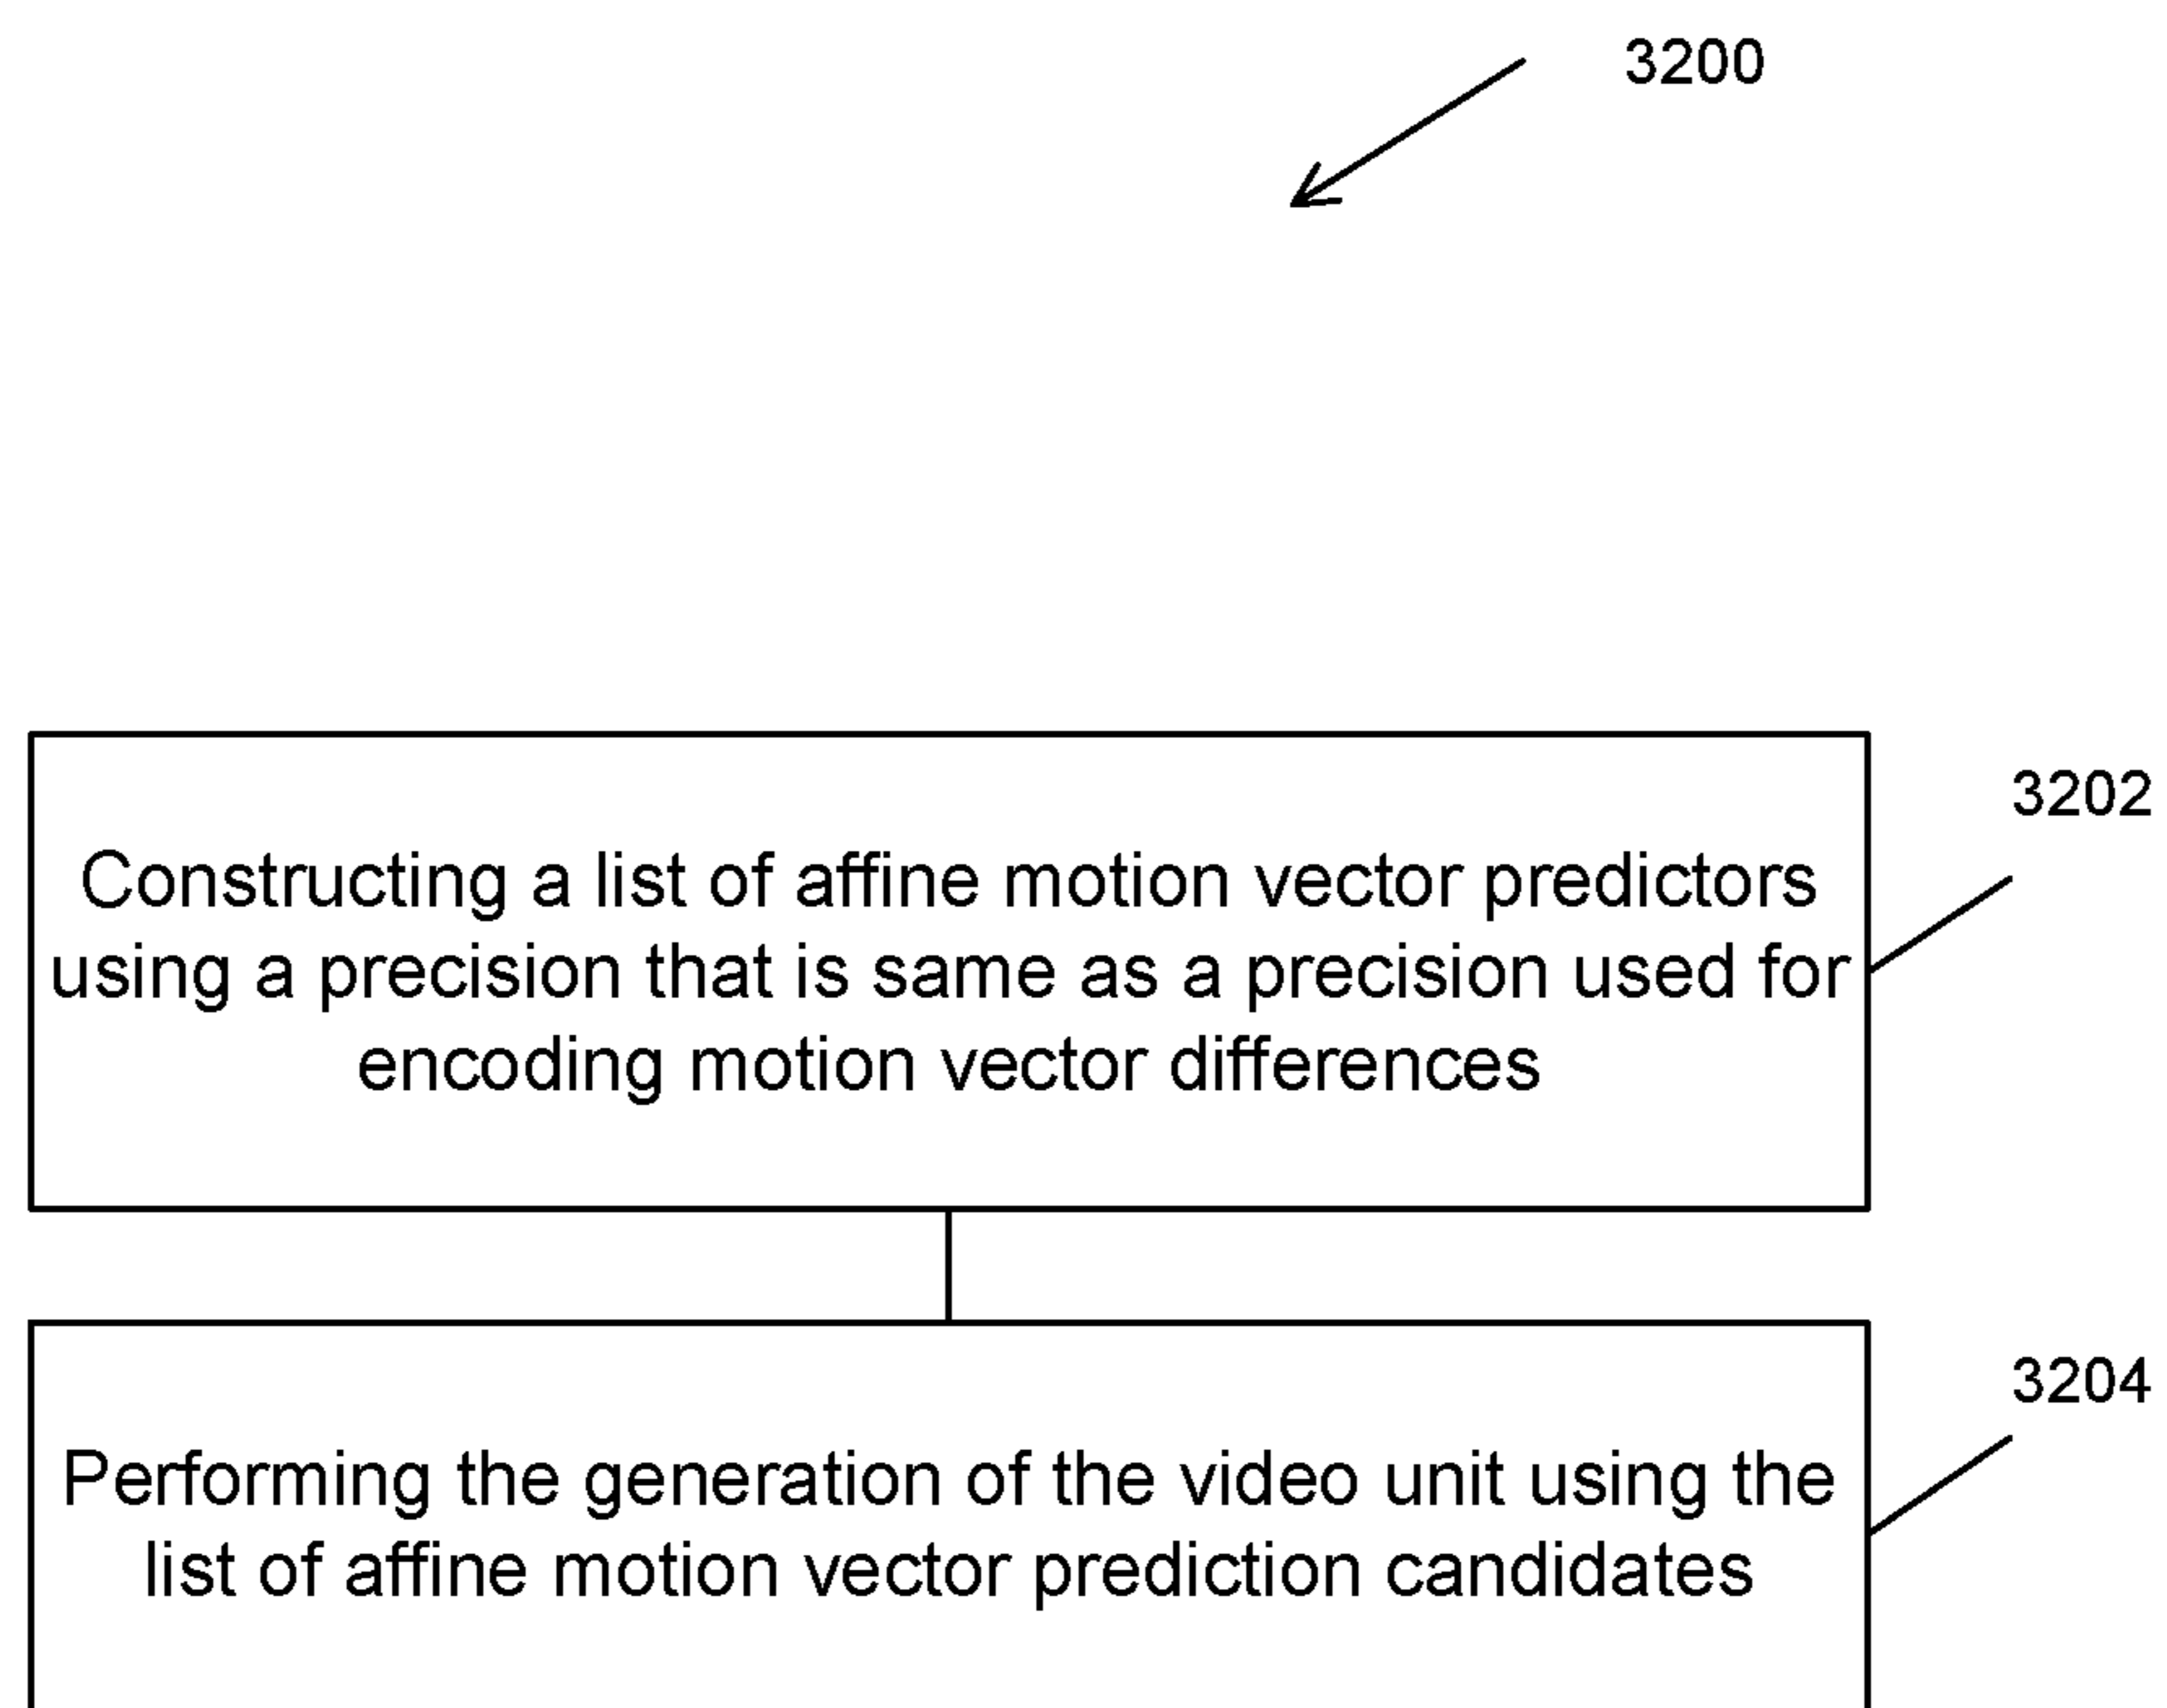 3200
3202
Constructing a list of affine motion vector predictors
using a precision that is same as a precision used for
encoding motion vector differences
3204
Performing the generation of the video unit using the
list of affine motion vector prediction candidates